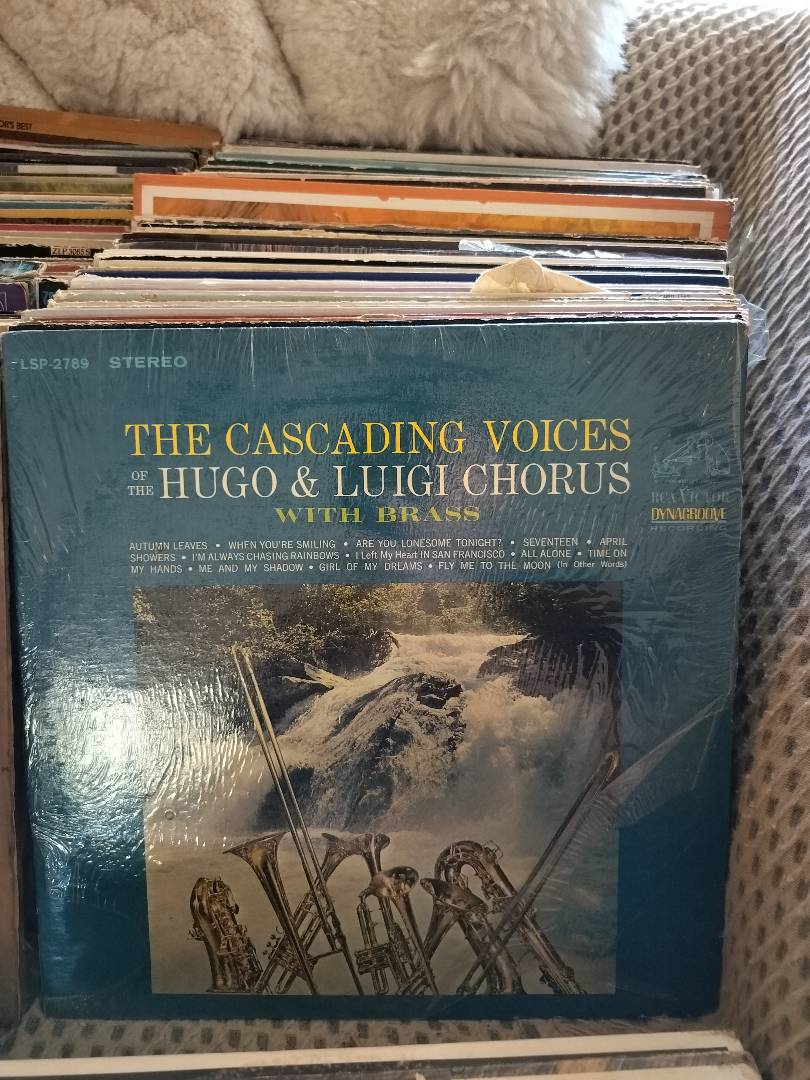 OR'S BEST
LSP-2789 STEREO
THE CASCADING VOICES
OF THE HUGO & LUIGI CHORUS
WITH BRASS
RCA VICTOR
DYNAGROOVE
RECORDING
AUTUMN LEAVES • WHEN YOU'RE SMILING • ARE YOU LONESOME TONIGHT? • SEVENTEEN • APRIL
SHOWERS • I'M ALWAYS CHASING RAINBOWS • I Left My Heart IN SAN FRANCISCO • ALL ALONE • TIME ON
MY HANDS • ME AND MY SHADOW • GIRL OF MY DREAMS • FLY ME TO THE MOON (In Other Words)